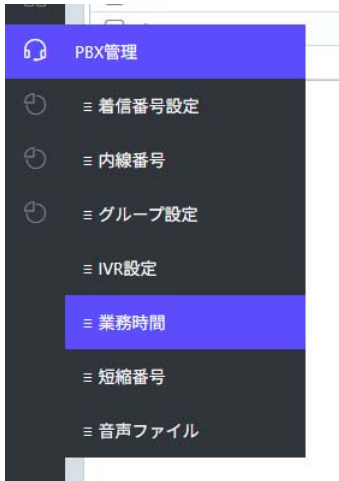 PBX管理
≡ 着信番号設定
≡ 内線番号
≡ グループ設定
≡ IVR設定
≡ 業務時間
≡ 短縮番号
≡ 音声ファイル